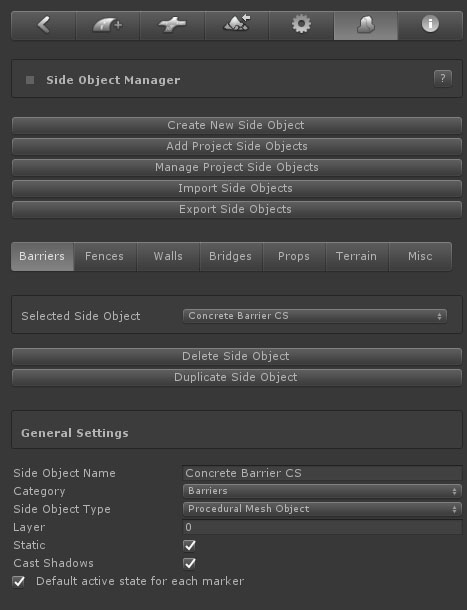 Side Object Manager ?
Create New Side Object
Add Project Side Objects
Manage Project Side Objects
Import Side Objects
Export Side Objects
Barriers Fences Walls Bridges Props Terrain Misc
Selected Side Object Concrete Barrier CS
Delete Side Object
Duplicate Side Object
General Settings
Side Object Name Concrete Barrier CS
Category Barriers
Side Object Type Procedural Mesh Object
Layer 0
Static
Cast Shadows
Default active state for each marker